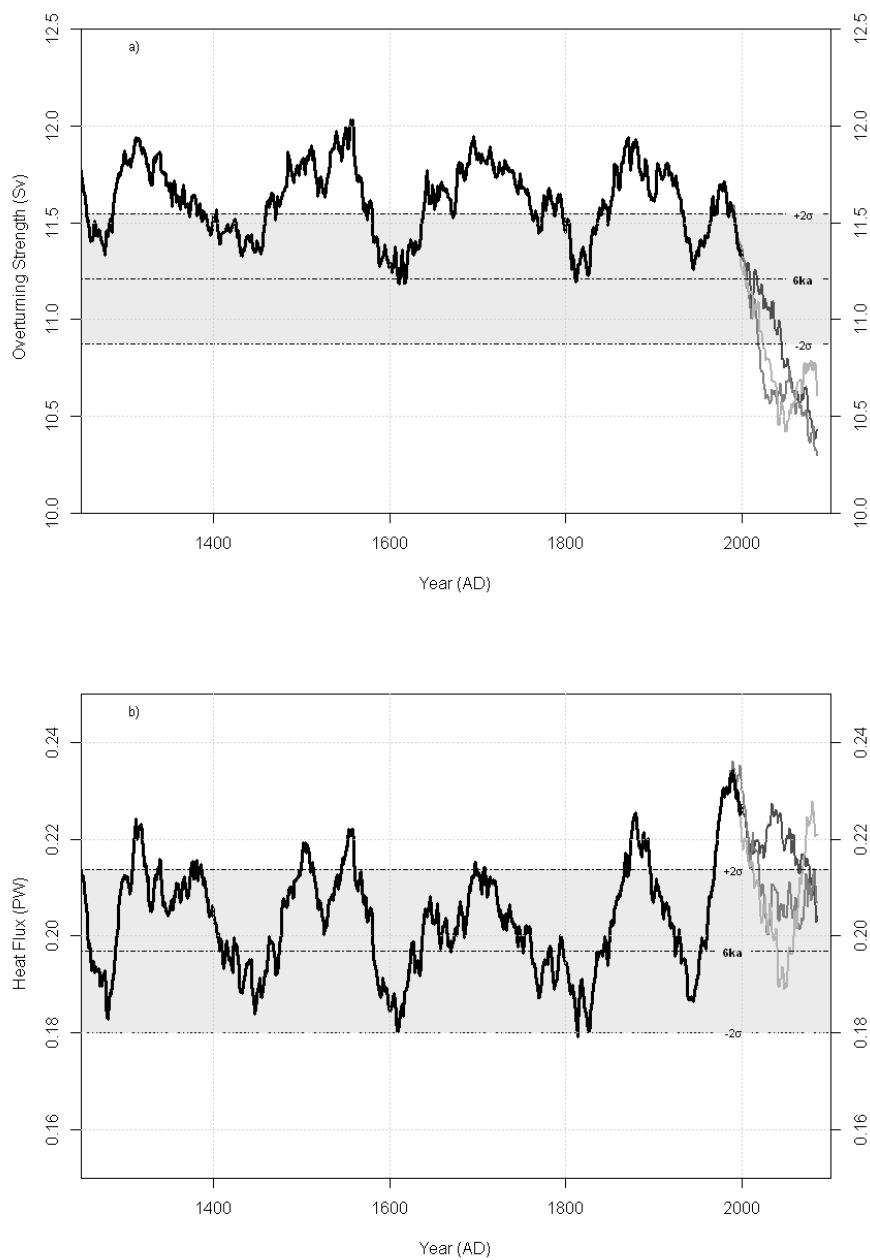 a)
12.5
12.0
11.5
11.0
10.5
10.0
Overturning Strength (Sv)
12.5
12.0
11.5
11.0
10.5
10.0
+2σ
6ka
-2σ
1400
1600
1800
2000
Year (AD)
b)
0.24
0.22
0.20
0.18
0.16
Heat Flux (PW)
0.24
0.22
0.20
0.18
0.16
+2σ
6ka
-2σ
1400
1600
1800
2000
Year (AD)